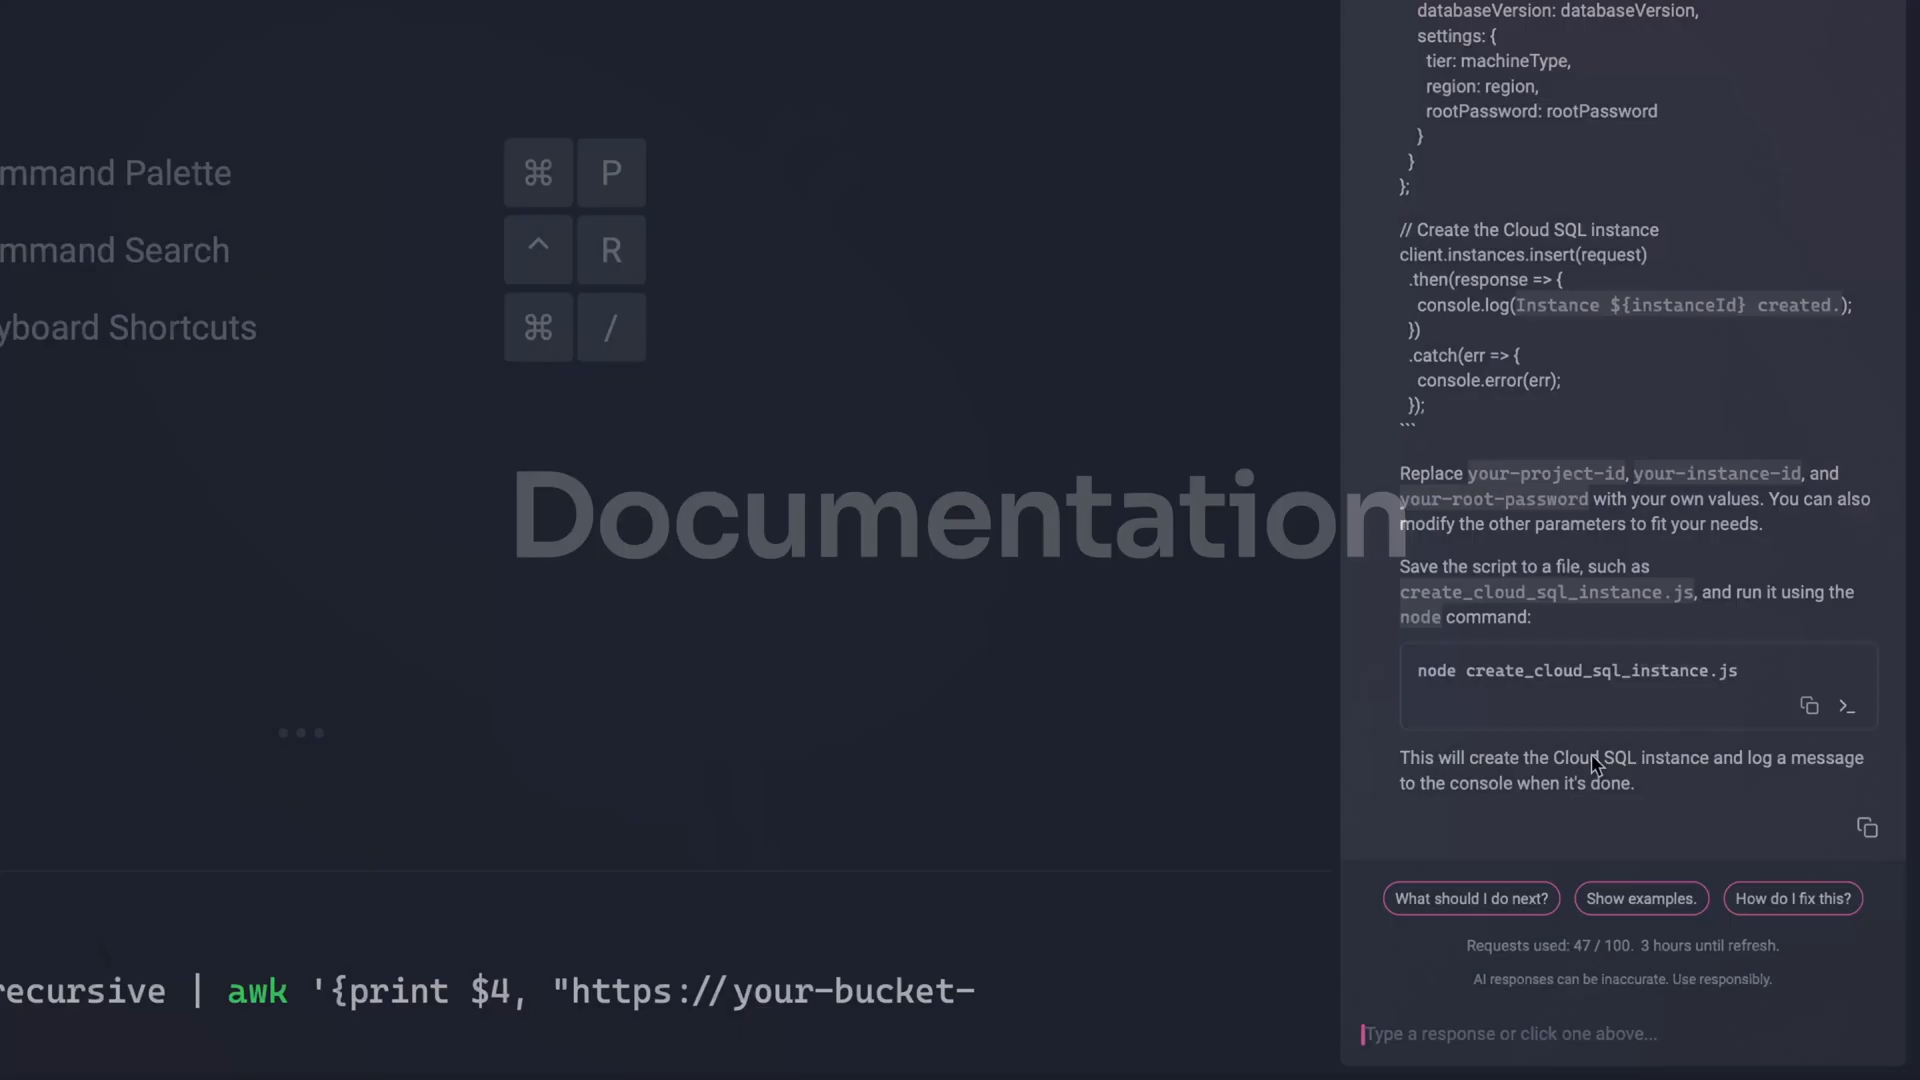 mmand Palette ⌘ P
mmand Search ^ R
yboard Shortcuts ⌘ /
Documentation
recursive | awk '{print $4, "https://your-bucket-
databaseVersion: databaseVersion,
settings: {
tier: machineType,
region: region,
rootPassword: rootPassword
}
}
};
// Create the Cloud SQL instance
client.instances.insert(request)
.then(response => {
console.log(Instance ${instanceId} created.);
})
.catch(err => {
console.error(err);
});
```
Replace your-project-id, your-instance-id, and
your-root-password with your own values. You can also
modify the other parameters to fit your needs.
Save the script to a file, such as
create_cloud_sql_instance.js, and run it using the
node command:
node create_cloud_sql_instance.js
This will create the Cloud SQL instance and log a message
to the console when it's done.
What should I do next? Show examples. How do I fix this?
Requests used: 47 / 100. 3 hours until refresh.
AI responses can be inaccurate. Use responsibly.
Type a response or click one above...